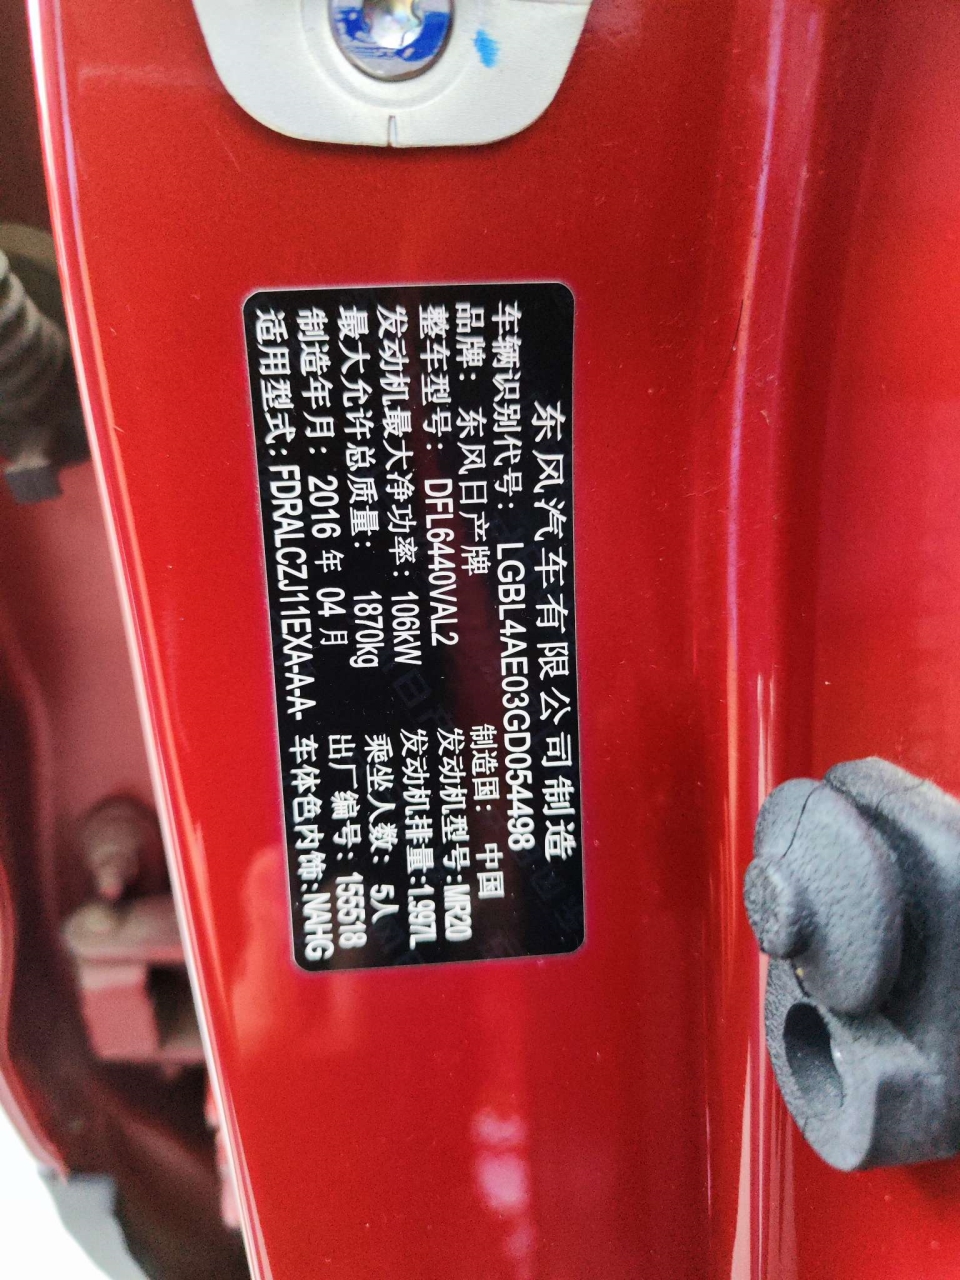 东风汽车有限公司制造
车辆识别代号：LGBL4AE03GD054498
品牌：东风日产牌 制造国：中国
整车型号：DFL6440VAL2 发动机型号:MR20
发动机最大净功率：106kW 发动机排量:1.997L
最大允许总质量：1870kg 乘坐人数：5人
制造年月：2016 年 04 月 出厂编号：155518
适用型式：FDRALCZJ11EXA-A-A- 车体色内饰:NAHG